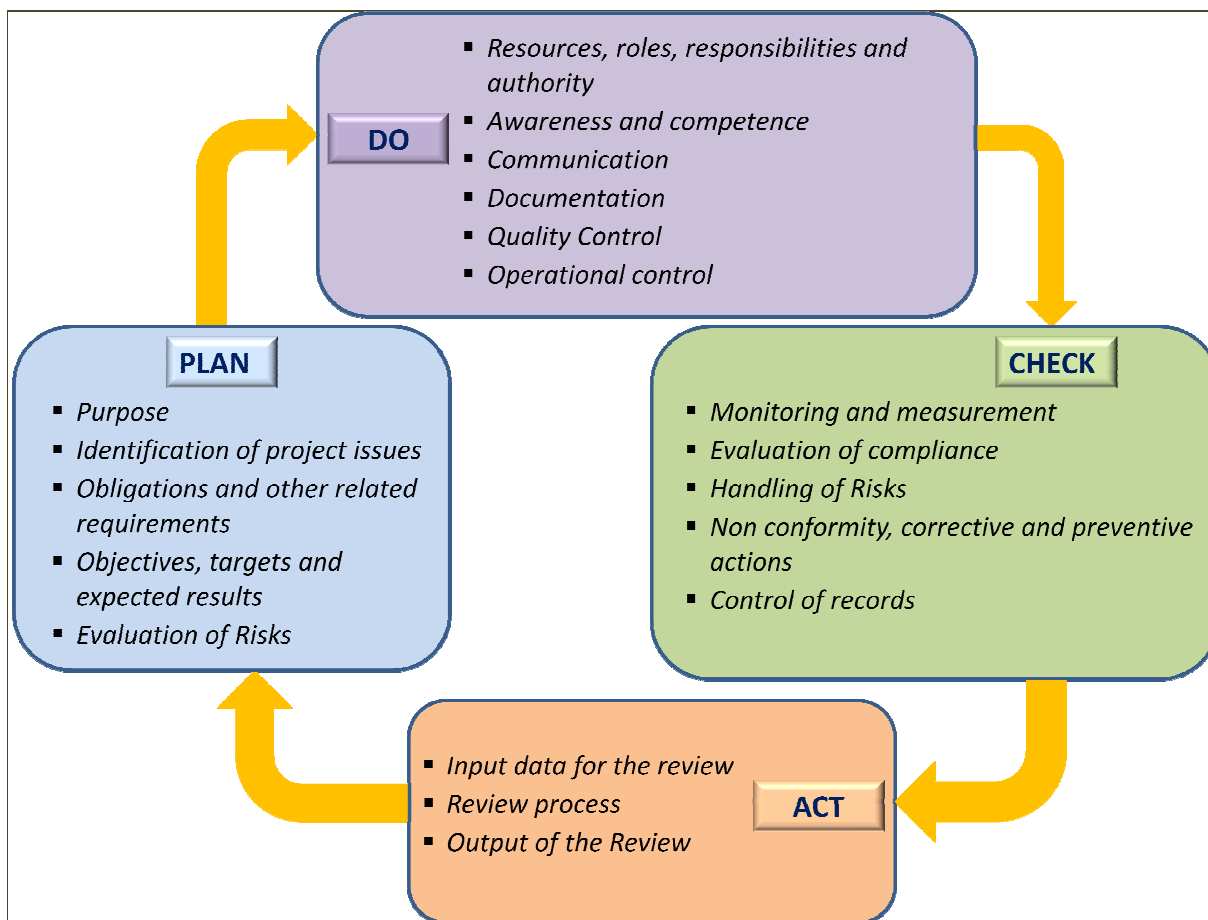 DO
▪ Resources, roles, responsibilities and
authority
▪ Awareness and competence
▪ Communication
▪ Documentation
▪ Quality Control
▪ Operational control
PLAN
▪ Purpose
▪ Identification of project issues
▪ Obligations and other related
requirements
▪ Objectives, targets and
expected results
▪ Evaluation of Risks
CHECK
▪ Monitoring and measurement
▪ Evaluation of compliance
▪ Handling of Risks
▪ Non conformity, corrective and preventive
actions
▪ Control of records
ACT
▪ Input data for the review
▪ Review process
▪ Output of the Review